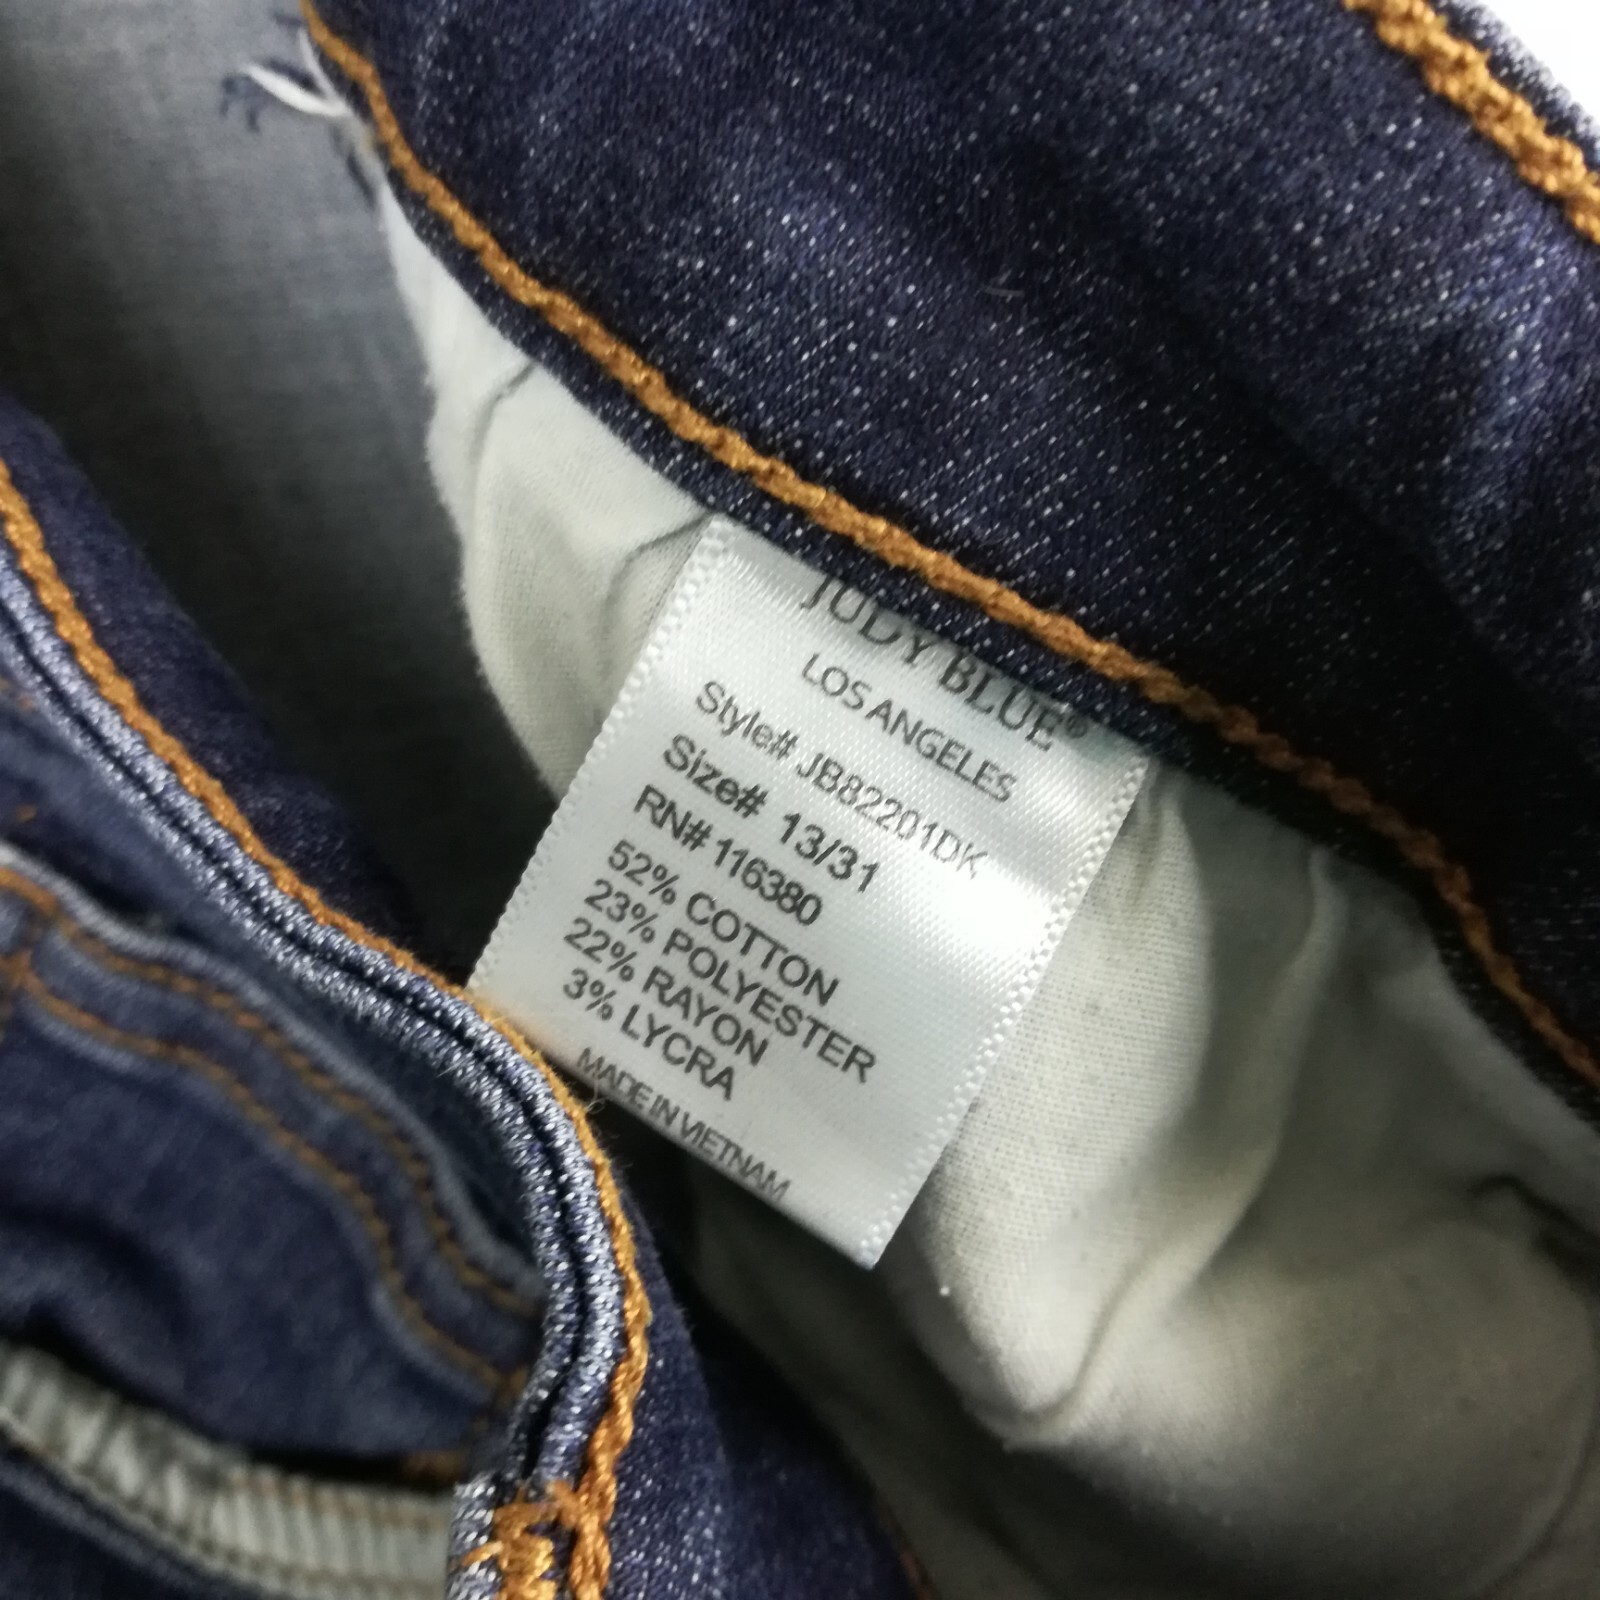 JUDY BLUE®
LOS ANGELES
Style# JB82201DK
Size# 13/31
RN# 116380
52% COTTON
23% POLYESTER
22% RAYON
3% LYCRA
MADE IN VIETNAM